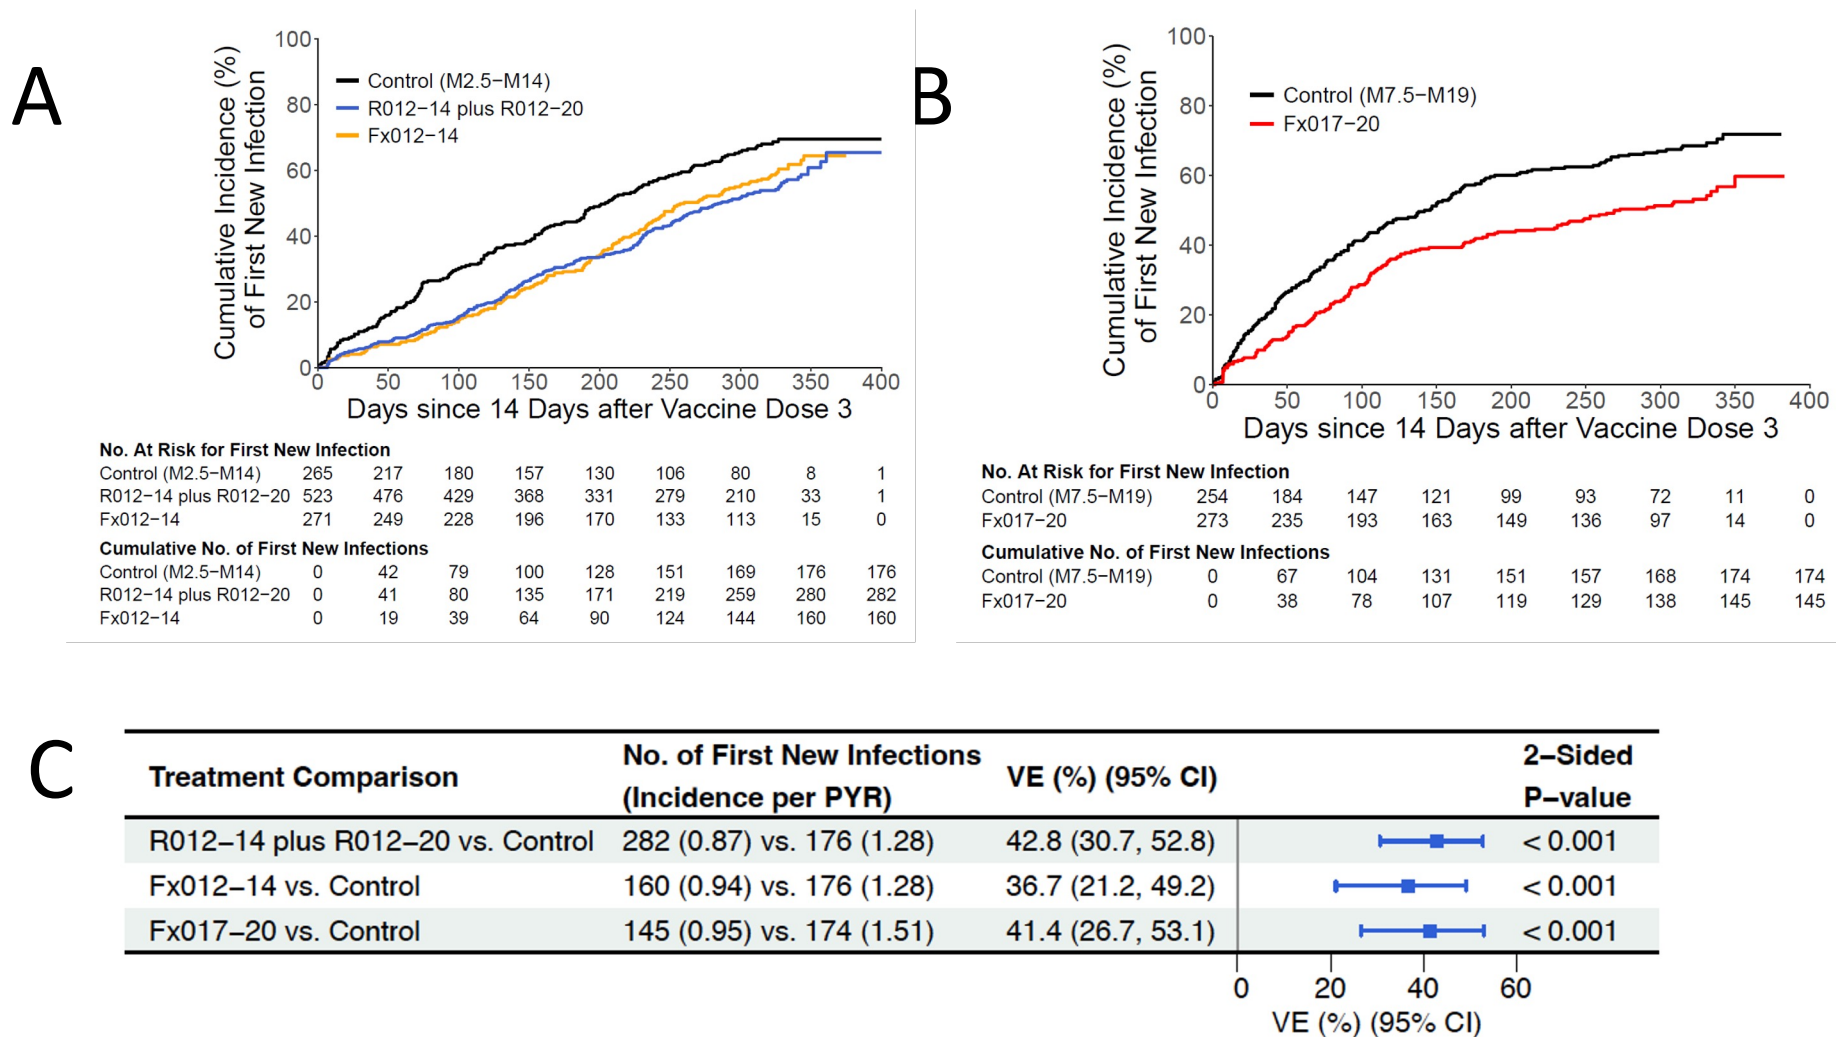 A
Cumulative Incidence (%)
of First New Infection
100
80
60
40
20
0
Control (M2.5−M14)
R012−14 plus R012−20
Fx012−14
0 50 100 150 200 250 300 350 400
Days since 14 Days after Vaccine Dose 3
No. At Risk for First New Infection
Control (M2.5−M14) 265 217 180 157 130 106 80 8 1
R012−14 plus R012−20 523 476 429 368 331 279 210 33 1
Fx012−14 271 249 228 196 170 133 113 15 0
Cumulative No. of First New Infections
Control (M2.5−M14) 0 42 79 100 128 151 169 176 176
R012−14 plus R012−20 0 41 80 135 171 219 259 280 282
Fx012−14 0 19 39 64 90 124 144 160 160
B
Cumulative Incidence (%)
of First New Infection
100
80
60
40
20
0
Control (M7.5−M19)
Fx017−20
0 50 100 150 200 250 300 350 400
Days since 14 Days after Vaccine Dose 3
No. At Risk for First New Infection
Control (M7.5−M19) 254 184 147 121 99 93 72 11 0
Fx017−20 273 235 193 163 149 136 97 14 0
Cumulative No. of First New Infections
Control (M7.5−M19) 0 67 104 131 151 157 168 174 174
Fx017−20 0 38 78 107 119 129 138 145 145
C
Treatment Comparison
No. of First New Infections
(Incidence per PYR)
VE (%) (95% CI)
2−Sided
P−value
R012−14 plus R012−20 vs. Control 282 (0.87) vs. 176 (1.28) 42.8 (30.7, 52.8) < 0.001
Fx012−14 vs. Control 160 (0.94) vs. 176 (1.28) 36.7 (21.2, 49.2) < 0.001
Fx017−20 vs. Control 145 (0.95) vs. 174 (1.51) 41.4 (26.7, 53.1) < 0.001
0 20 40 60
VE (%) (95% CI)